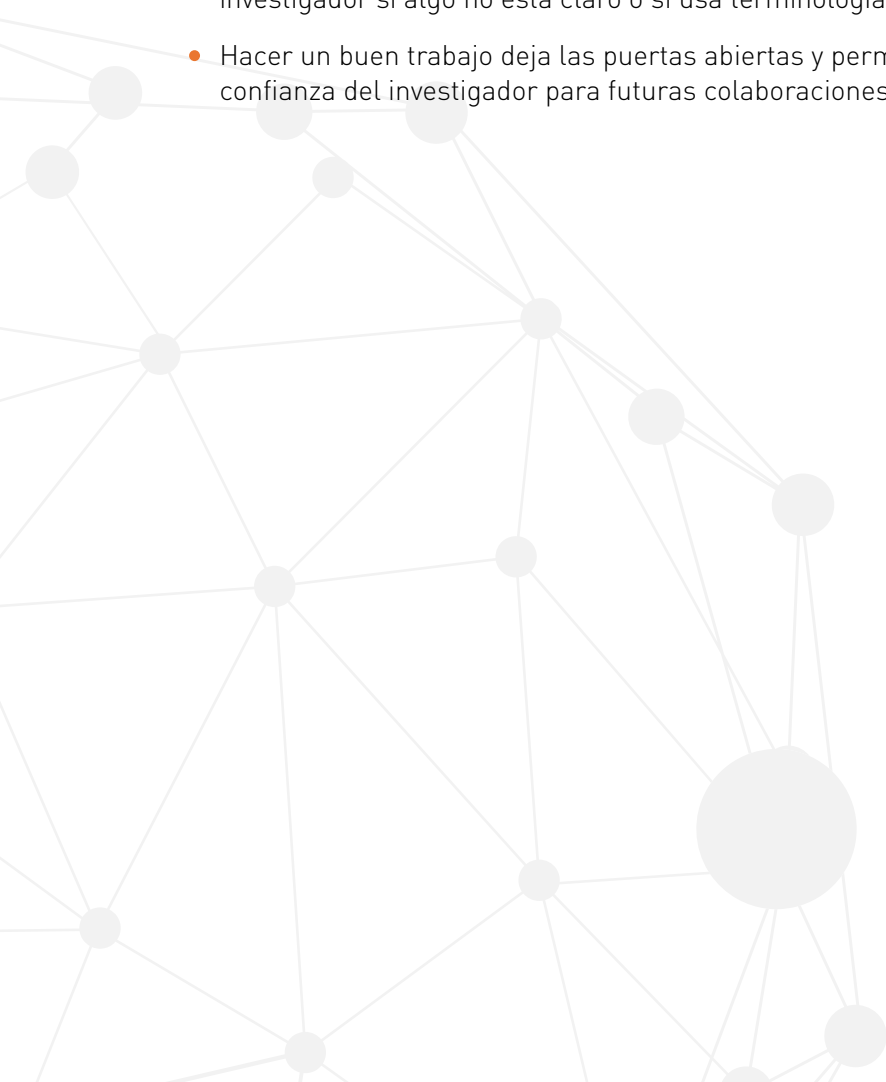 investigador si algo no está claro o si usa terminología
Hacer un buen trabajo deja las puertas abiertas y
confianza del investigador para futuras colaboraciones